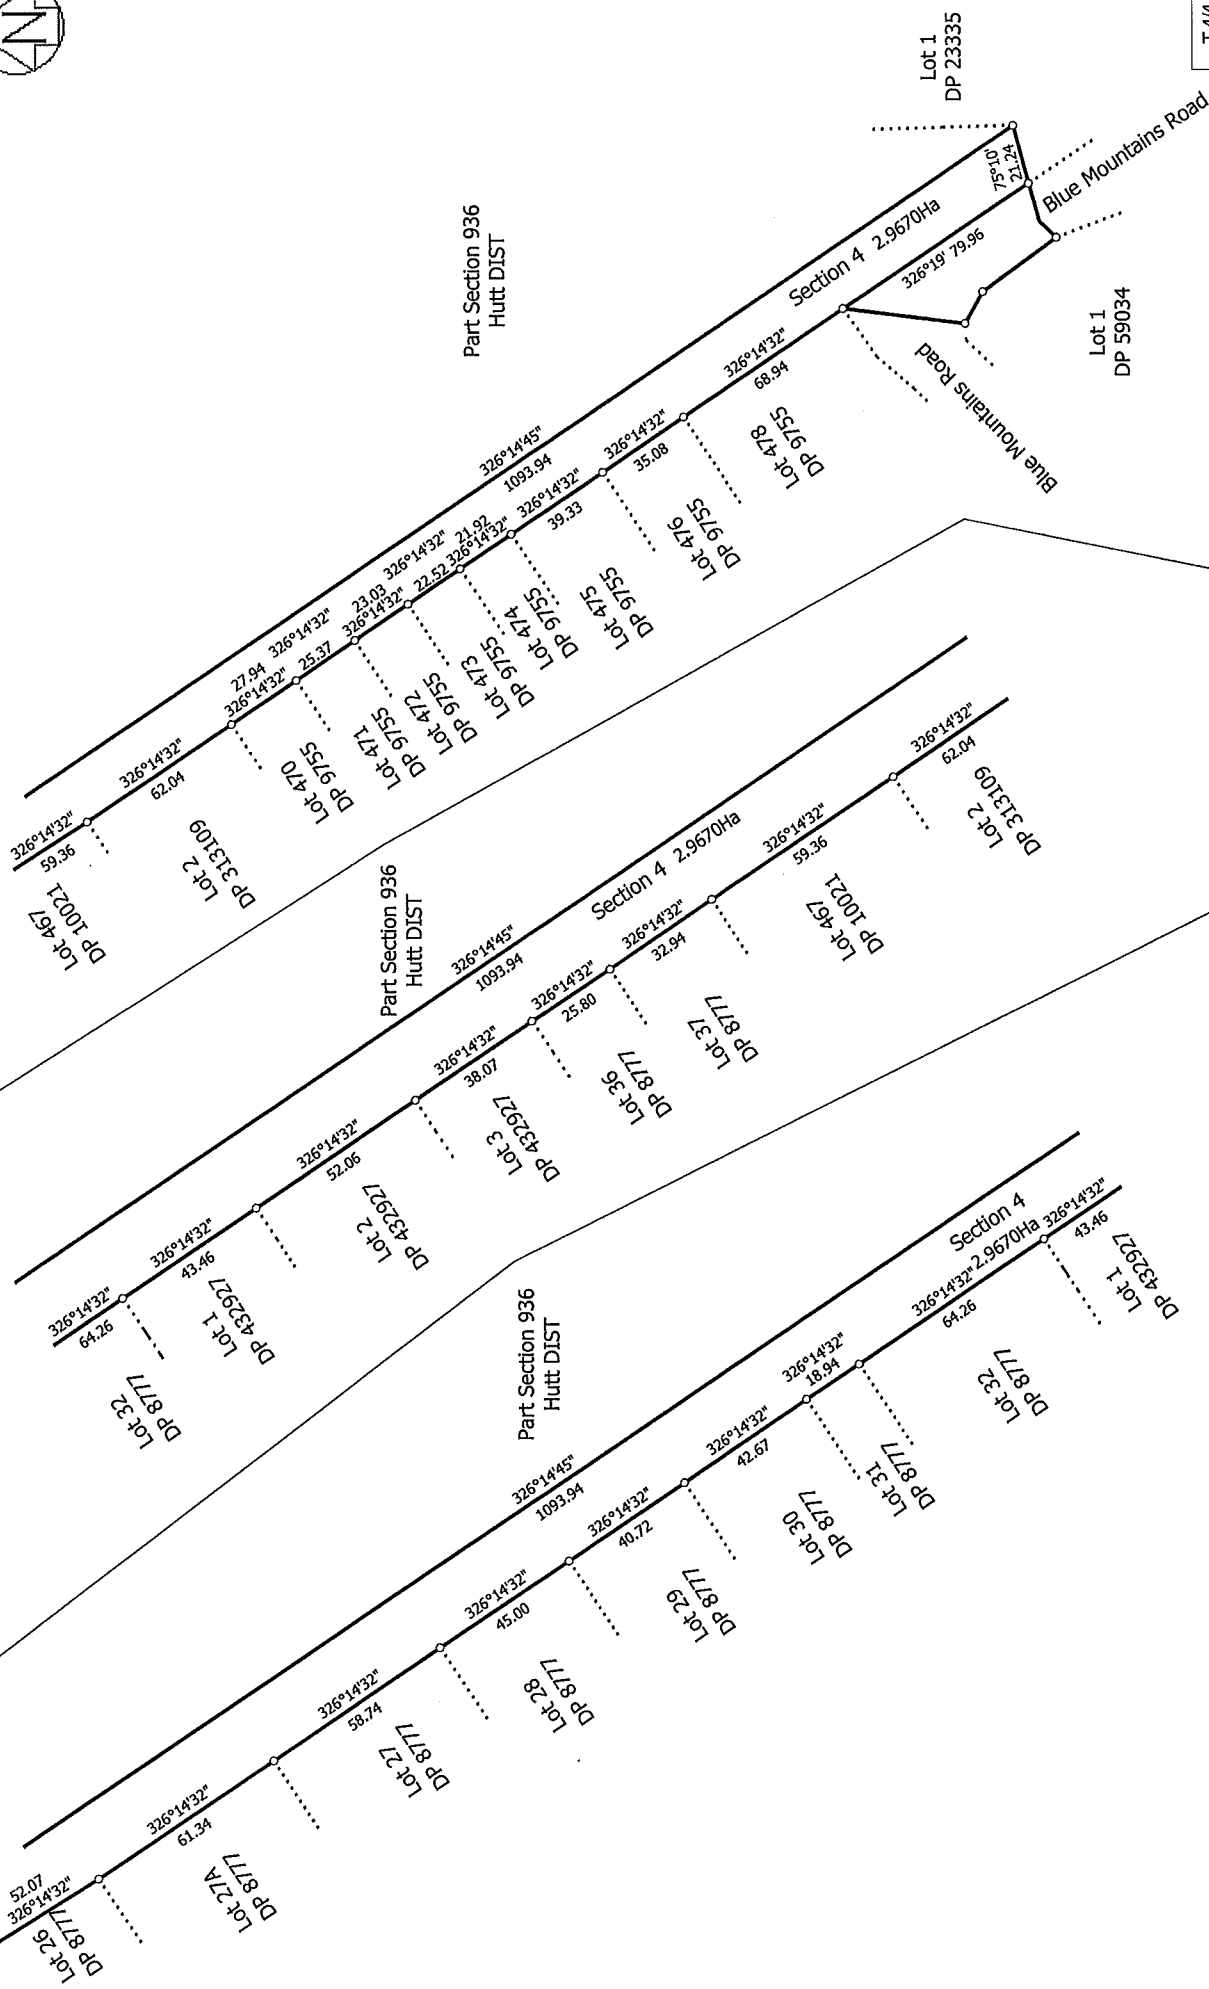 N
Lot 1
DP 23335
T 4/4
Part Section 936
Hutt DIST
Blue Mountains Road
75°10'
21.24
Section 4 2.9670Ha
326°19' 79.96
Lot 1
DP 59034
Blue Mountains Road
326°14'32"
68.94
Lot 478
DP 9755
326°14'45"
1093.94
326°14'32"
35.08
Lot 476
DP 9755
326°14'32"
39.33
Lot 475
DP 9755
21.92
326°14'32"
Lot 474
DP 9755
326°14'32"
22.52
Lot 473
DP 9755
23.03
326°14'32"
Lot 472
DP 9755
326°14'32"
25.37
Lot 471
DP 9755
27.94
326°14'32"
Lot 470
DP 9755
326°14'32"
62.04
Lot 2
DP 313109
326°14'32"
59.36
Lot 467
DP 10021
Part Section 936
Hutt DIST
326°14'45"
1093.94
Section 4 2.9670Ha
326°14'32"
64.26
Lot 32
DP 8777
326°14'32"
43.46
Lot 1
DP 432927
326°14'32"
52.06
Lot 2
DP 432927
326°14'32"
38.07
Lot 3
DP 432927
326°14'32"
25.80
Lot 36
DP 8777
326°14'32"
32.94
Lot 37
DP 8777
326°14'32"
59.36
Lot 467
DP 10021
326°14'32"
62.04
Lot 2
DP 313109
Part Section 936
Hutt DIST
326°14'45"
1093.94
Section 4
2.9670Ha
52.07
326°14'32"
Lot 26
DP 8777
326°14'32"
61.34
Lot 27A
DP 8777
326°14'32"
58.74
Lot 27
DP 8777
326°14'32"
45.00
Lot 28
DP 8777
326°14'32"
40.72
Lot 29
DP 8777
326°14'32"
42.67
Lot 30
DP 8777
326°14'32"
18.94
Lot 31
DP 8777
326°14'32"
64.26
Lot 32
DP 8777
326°14'32"
43.46
Lot 1
DP 432927